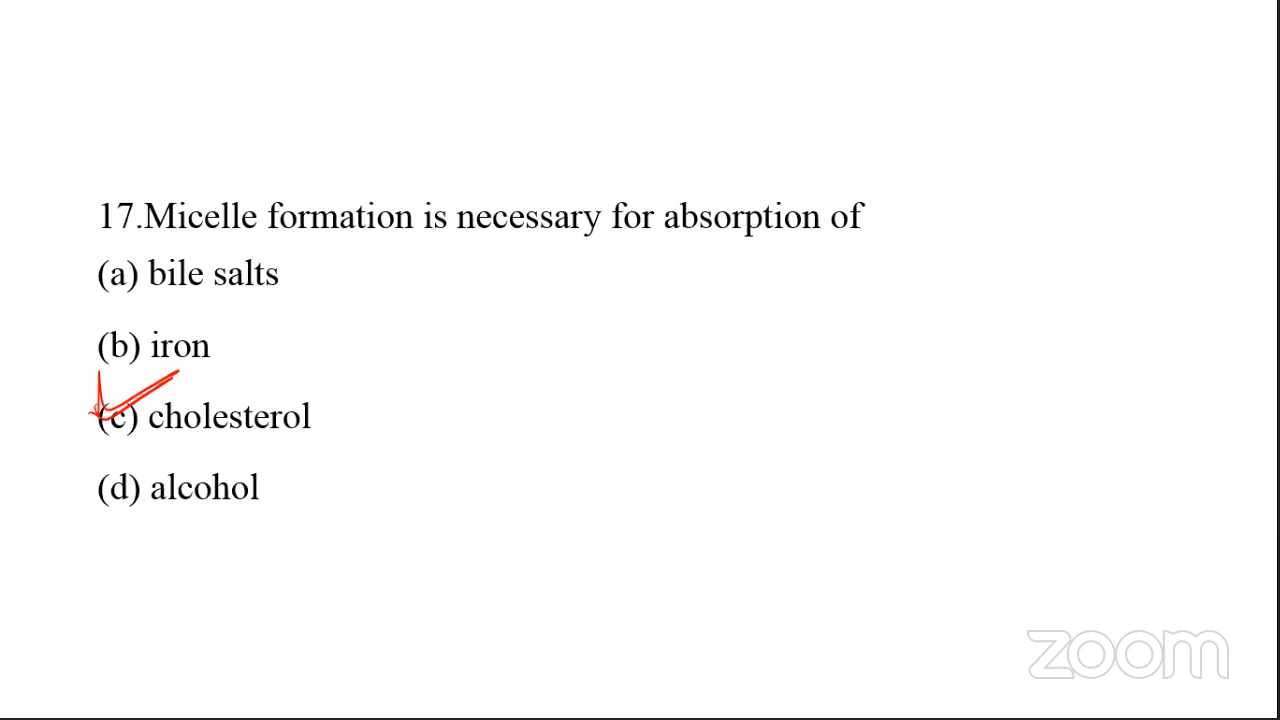 17.Micelle formation is necessary for absorption of
(a) bile salts
(b) iron
(c) cholesterol
(d) alcohol
zoom